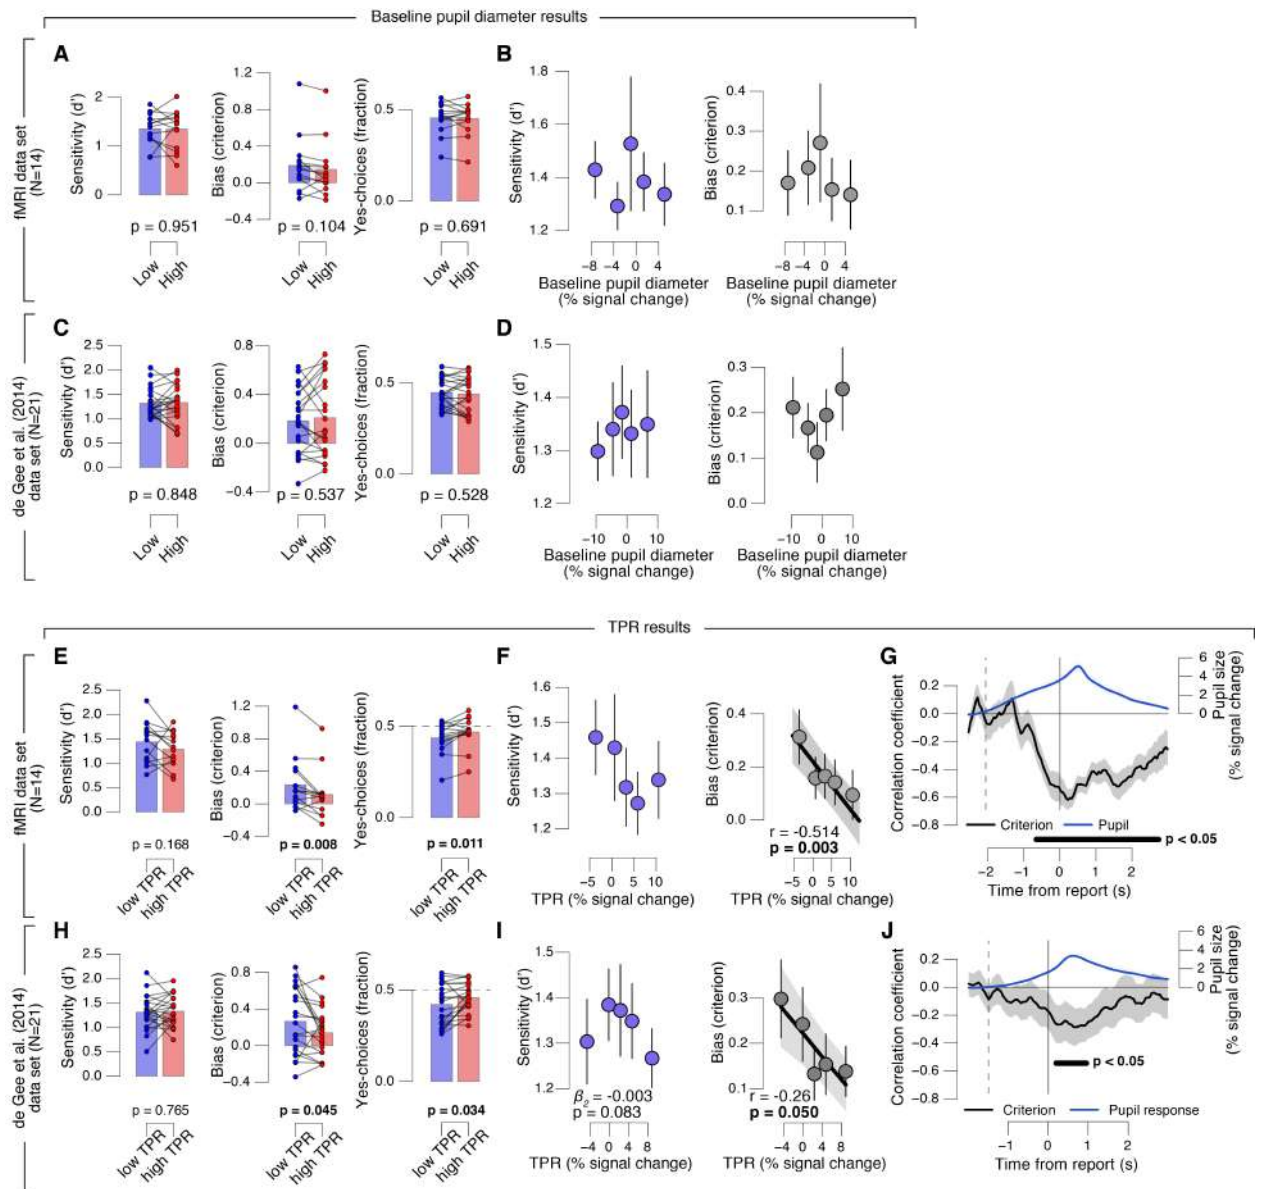 Baseline pupil diameter results
fMRI data set
(N=14)
A
Sensitivity (d')
2
1
0
p = 0.951
Low
High
Bias (criterion)
1.2
0.8
0.4
0.0
−0.4
p = 0.104
Low
High
Yes-choices (fraction)
0.5
0.0
p = 0.691
Low
High
B
Sensitivity (d')
1.8
1.6
1.4
1.2
−8 −4 0 4
Baseline pupil diameter
(% signal change)
Bias (criterion)
0.4
0.3
0.2
0.1
−8 −4 0 4
Baseline pupil diameter
(% signal change)
de Gee et al. (2014)
data set (N=21)
C
Sensitivity (d')
2.5
2.0
1.5
1.0
0.5
0.0
p = 0.848
Low
High
Bias (criterion)
0.8
0.4
0.0
−0.4
p = 0.537
Low
High
Yes-choices (fraction)
0.5
0.0
p = 0.528
Low
High
D
Sensitivity (d')
1.5
1.4
1.3
1.2
−10 0 10
Baseline pupil diameter
(% signal change)
Bias (criterion)
0.3
0.2
0.1
0.0
−10 0 10
Baseline pupil diameter
(% signal change)
TPR results
fMRI data set
(N=14)
E
Sensitivity (d')
2.5
2.0
1.5
1.0
0.5
0.0
p = 0.168
low TPR
high TPR
Bias (criterion)
1.2
0.8
0.4
0.0
−0.4
p = 0.008
low TPR
high TPR
Yes-choices (fraction)
0.5
0.0
p = 0.011
low TPR
high TPR
F
Sensitivity (d')
1.6
1.5
1.4
1.3
1.2
−5 0 5 10
TPR (% signal change)
Bias (criterion)
0.4
0.2
0.0
r = -0.514
p = 0.003
−5 0 5 10
TPR (% signal change)
G
Correlation coefficient
0.2
0.0
−0.2
−0.4
−0.6
−0.8
6
4
2
0
Pupil size
(% signal change)
Criterion
Pupil
p < 0.05
−2 −1 0 1 2
Time from report (s)
de Gee et al. (2014)
data set (N=21)
H
Sensitivity (d')
2.5
2.0
1.5
1.0
0.5
0.0
p = 0.765
low TPR
high TPR
Bias (criterion)
0.8
0.4
0.0
−0.4
p = 0.045
low TPR
high TPR
Yes-choices (fraction)
0.5
0.0
p = 0.034
low TPR
high TPR
I
Sensitivity (d')
1.5
1.4
1.3
1.2
β2 = -0.003
p = 0.083
−4 0 4 8
TPR (% signal change)
Bias (criterion)
0.3
0.2
0.1
r = -0.26
p = 0.050
−4 0 4 8
TPR (% signal change)
J
Correlation coefficient
0.2
0.0
−0.2
−0.4
−0.6
−0.8
6
4
2
0
Pupil size
(% signal change)
p < 0.05
Criterion
Pupil response
−1 0 1 2
Time from report (s)